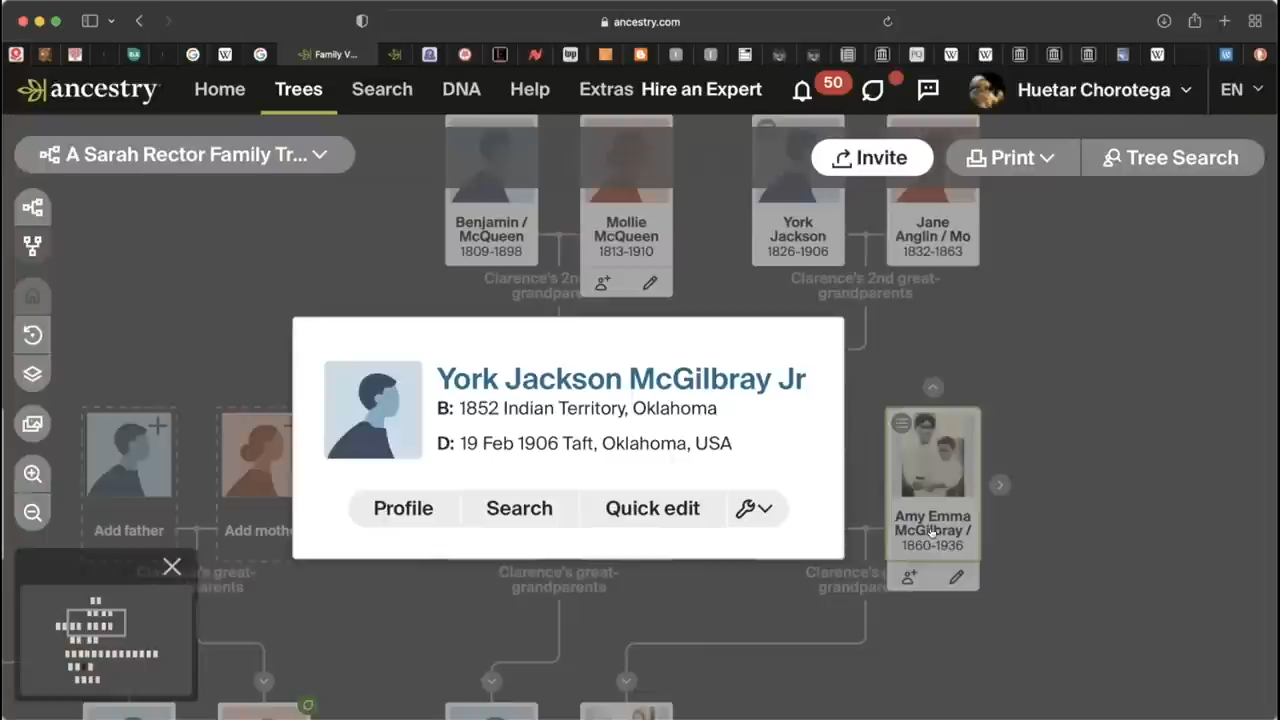 ancestry.com
Family V...
ancestry Home Trees Search DNA Help Extras Hire an Expert 50 Huetar Chorotega EN
A Sarah Rector Family Tr...
Invite Print Tree Search
Benjamin /
McQueen
1809-1898
Mollie
McQueen
1813-1910
York
Jackson
1826-1906
Jane
Anglin / Mo
1832-1863
Clarence's 2n
grandpa
Clarence's 2nd great-
grandparents
York Jackson McGilbray Jr
B: 1852 Indian Territory, Oklahoma
D: 19 Feb 1906 Taft, Oklahoma, USA
Profile Search Quick edit
Add father
Add mothe
Amy Emma
McGilbray /
1860-1936
great-
arents
Clarence's great-
grandparents
Clarence's
grandparents